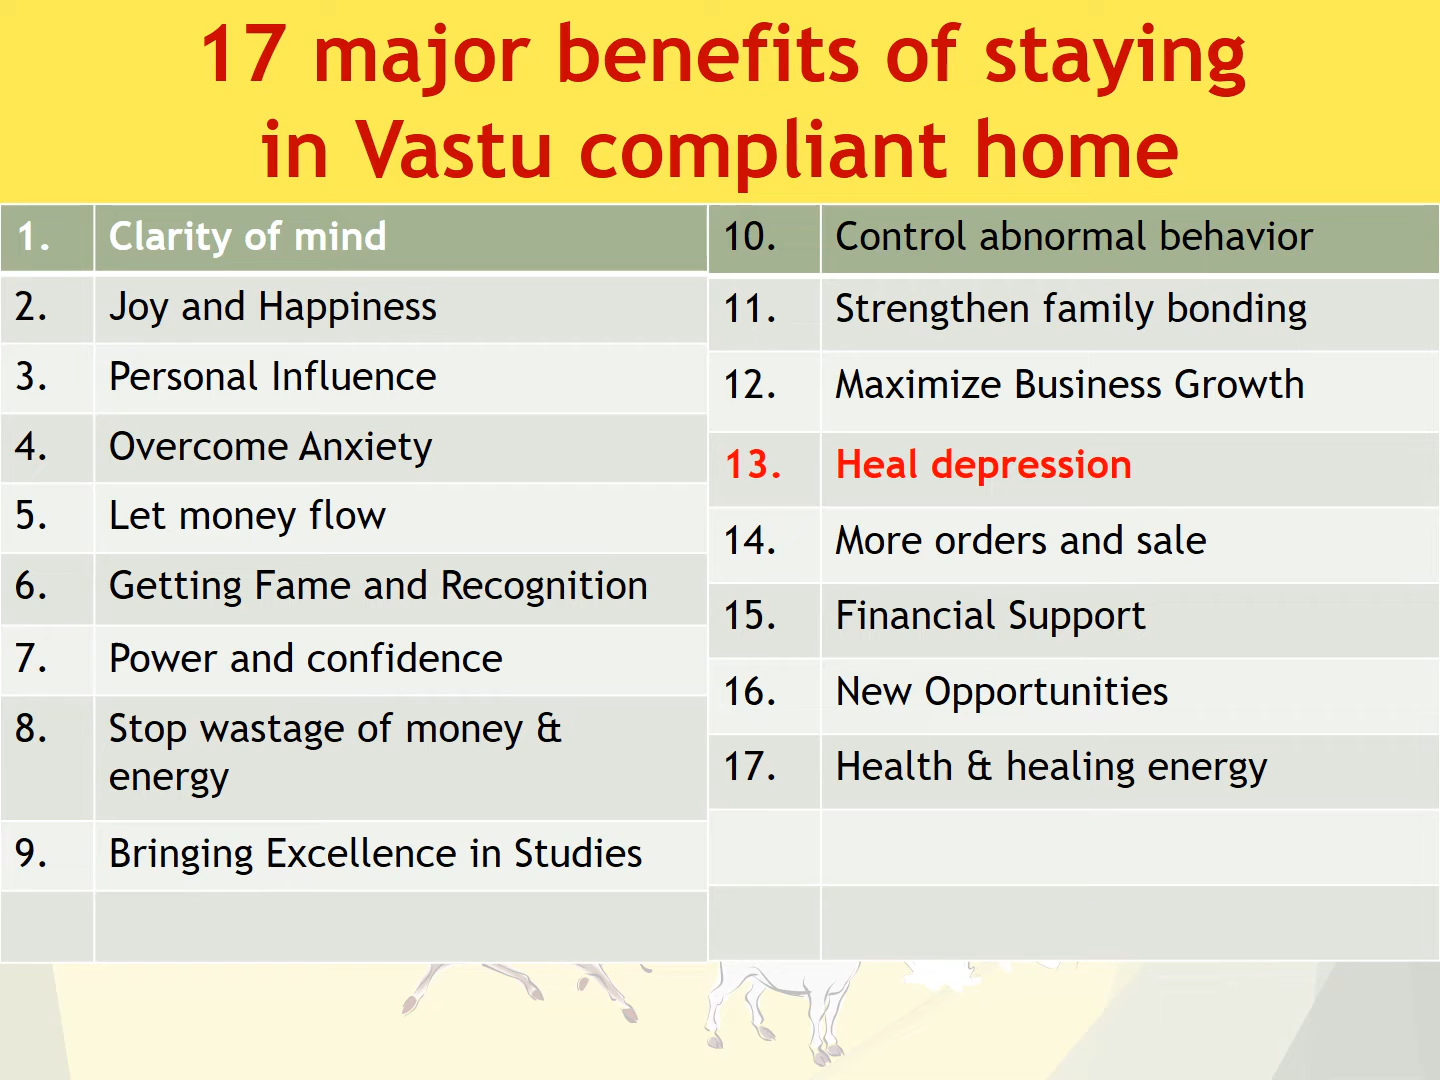 17 major benefits of staying
in Vastu compliant home
1. Clarity of mind
2. Joy and Happiness
3. Personal Influence
4. Overcome Anxiety
5. Let money flow
6. Getting Fame and Recognition
7. Power and confidence
8. Stop wastage of money &
energy
9. Bringing Excellence in Studies
10. Control abnormal behavior
11. Strengthen family bonding
12. Maximize Business Growth
13. Heal depression
14. More orders and sale
15. Financial Support
16. New Opportunities
17. Health & healing energy